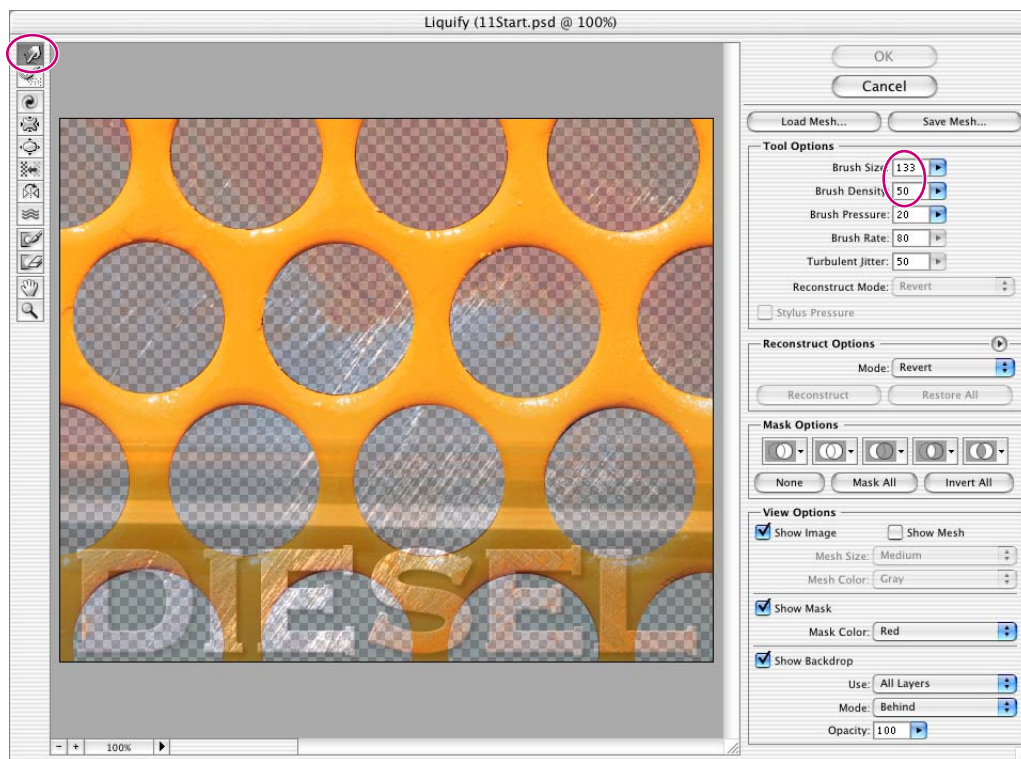 Liquify (11Start.psd @ 100%)
OK
Cancel
Load Mesh...
Save Mesh...
Tool Options
Brush Size: 133
Brush Density: 50
Brush Pressure: 20
Brush Rate: 80
Turbulent Jitter: 50
Reconstruct Mode: Revert
Stylus Pressure
Reconstruct Options
Mode: Revert
Reconstruct
Restore All
Mask Options
None
Mask All
Invert All
View Options
Show Image
Show Mesh
Mesh Size: Medium
Mesh Color: Gray
Show Mask
Mask Color: Red
Show Backdrop
Use: All Layers
Mode: Behind
Opacity: 100
DIESEL
- + 100%